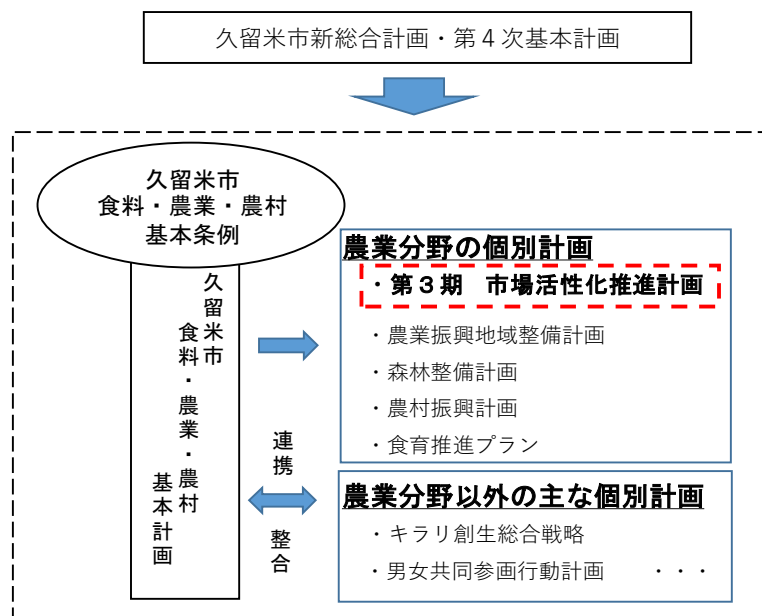 久留米市新総合計画・第４次基本計画
久留米市
食料・農業・農村
基本条例
久留米市
食料・農業・農村
基本計画
農業分野の個別計画
・第３期　市場活性化推進計画
・農業振興地域整備計画
・森林整備計画
・農村振興計画
・食育推進プラン
連携
整合
農業分野以外の主な個別計画
・キラリ創生総合戦略
・男女共同参画行動計画　・・・